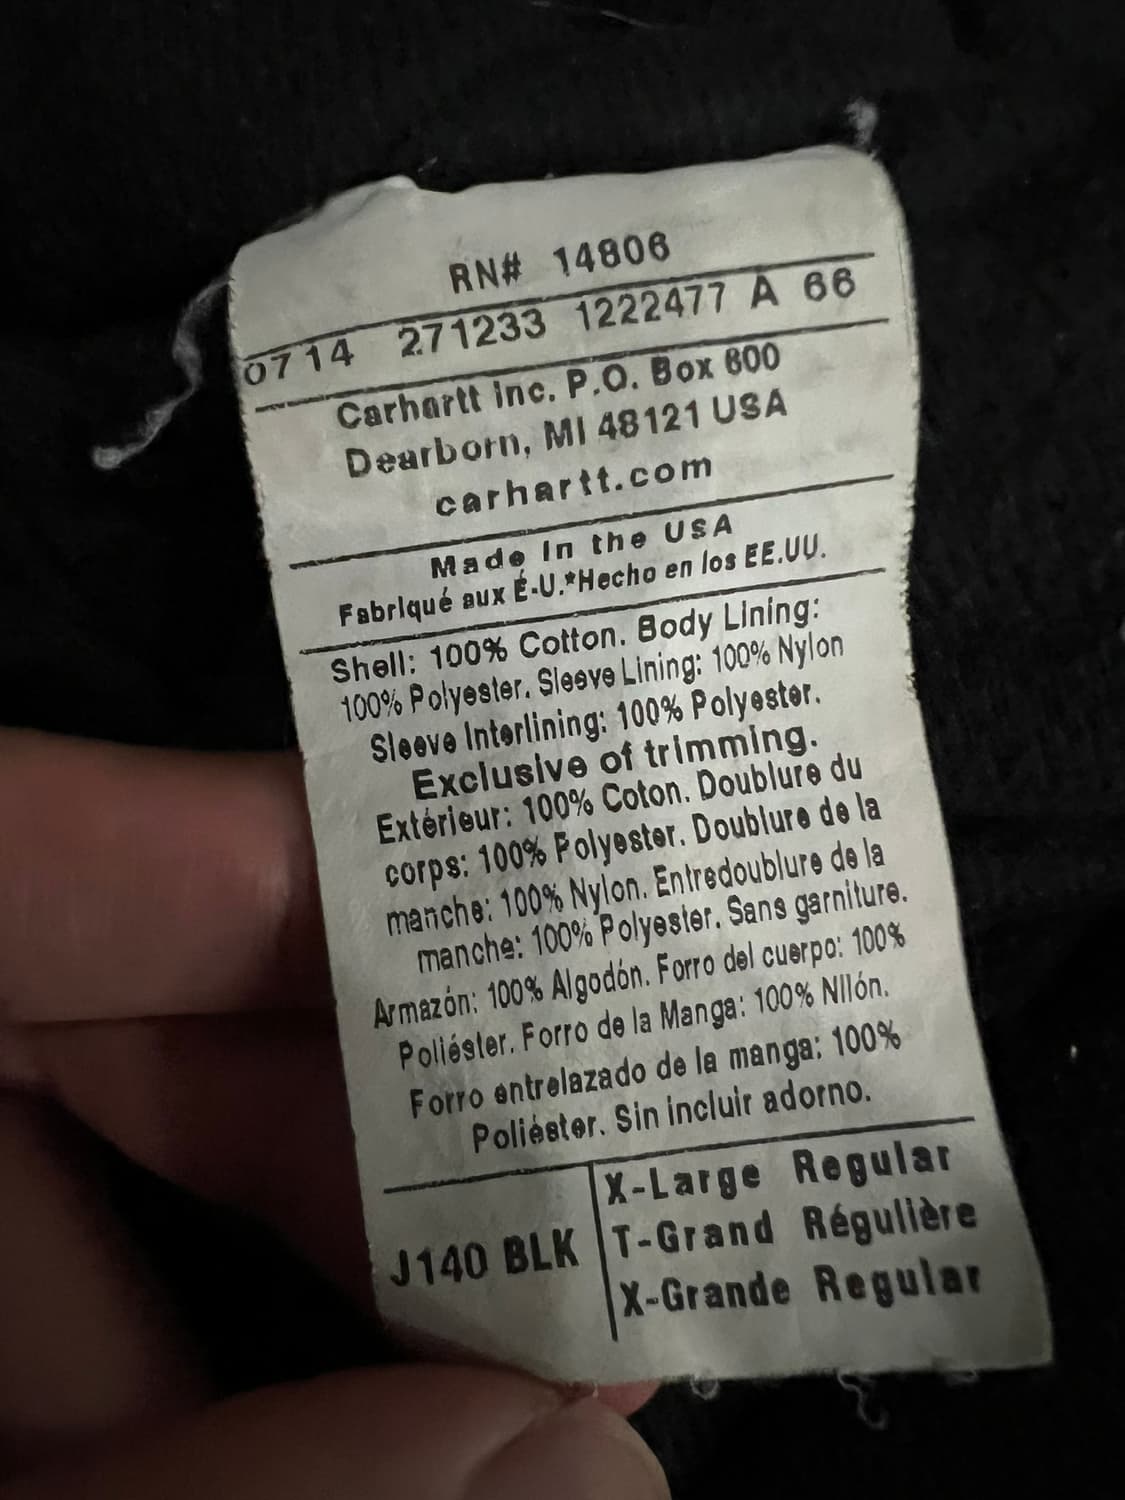 RN# 14806
0714 271233 1222477 A 66
Carhartt Inc. P.O. Box 600
Dearborn, MI 48121 USA
carhartt.com
Made in the USA
Fabriqué aux É-U.*Hecho en los EE.UU.
Shell: 100% Cotton. Body Lining:
100% Polyester. Sleeve Lining: 100% Nylon
Sleeve Interlining: 100% Polyester.
Exclusive of trimming.
Extérieur: 100% Coton. Doublure du
corps: 100% Polyester. Doublure de la
manche: 100% Nylon. Entredoublure de la
manche: 100% Polyester. Sans garniture.
Armazón: 100% Algodón. Forro del cuerpo: 100%
Poliéster. Forro de la Manga: 100% Nilón.
Forro entrelazado de la manga: 100%
Poliéster. Sin incluir adorno.
J140 BLK
X-Large Regular
T-Grand Régulière
X-Grande Regular